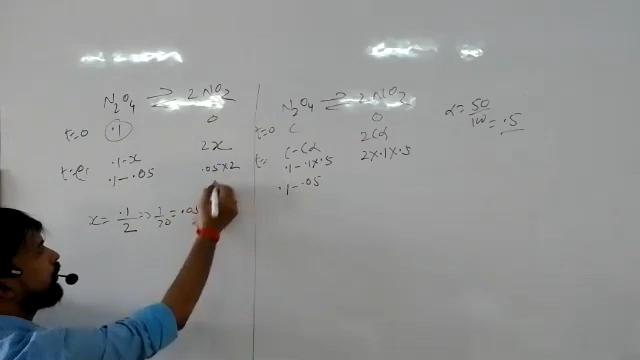 N2O4 ⇌ 2NO2
t=0 .1 0
.1-x 2x
.1-.05 .05×2
x = .1/2 => 1/20 = .05
N2O4 ⇌ 2NO2
t=0 C 0
t= C-Cα 2Cα
.1-.1×.5 2×.1×.5
.1-.05
α = 50/100 = .5